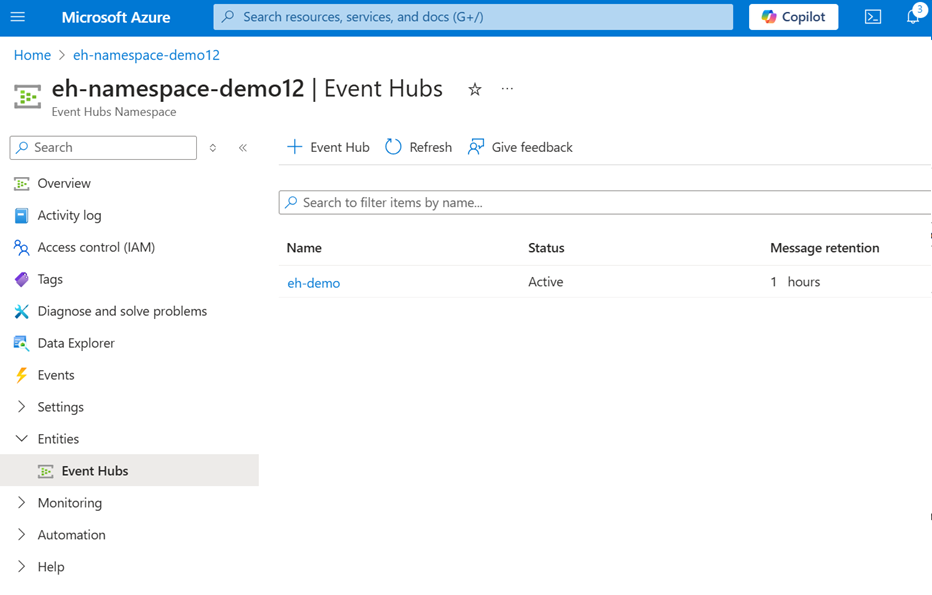 Microsoft Azure
Search resources, services, and docs (G+/)
Copilot
3
Home > eh-namespace-demo12
eh-namespace-demo12 | Event Hubs
Event Hubs Namespace
Search
+ Event Hub
Refresh
Give feedback
Overview
Activity log
Access control (IAM)
Tags
Diagnose and solve problems
Data Explorer
Events
Settings
Entities
Event Hubs
Monitoring
Automation
Help
Search to filter items by name...
Name Status Message retention
eh-demo Active 1 hours